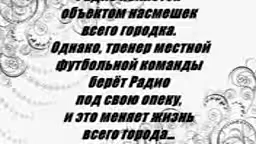 объектом насмешек
всего городка.
Однако, тренер местной
футбольной команды
берёт Радио
под свою опеку,
и это меняет жизнь
всего города...